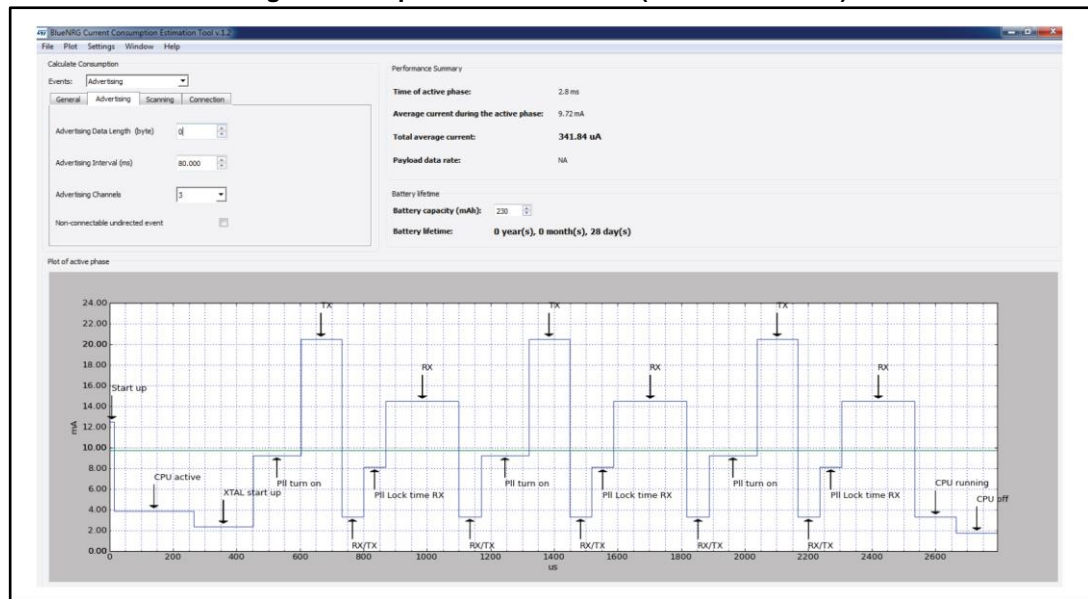 BlueNRG Current Consumption Estimation Tool v.1.2
File Plot Settings Window Help
Calculate Consumption
Events: Advertising
General Advertising Scanning Connection
Advertising Data Length (byte) 0
Advertising Interval (ms) 80.000
Advertising Channels 3
Non-connectable undirected event
Performance Summary
Time of active phase: 2.8 ms
Average current during the active phase: 9.72 mA
Total average current: 341.84 uA
Payload data rate: NA
Battery lifetime
Battery capacity (mAh): 230
Battery lifetime: 0 year(s), 0 month(s), 28 day(s)
Plot of active phase
24.00
22.00
20.00
18.00
16.00
14.00
12.00
10.00
8.00
6.00
4.00
2.00
0.00
mA
TX TX TX
RX RX RX
Start up
CPU active
XTAL start up
Pll turn on Pll turn on Pll turn on
Pll Lock time RX Pll Lock time RX Pll Lock time RX
CPU running
CPU off
RX/TX RX/TX RX/TX RX/TX RX/TX
0 200 400 600 800 1000 1200 1400 1600 1800 2000 2200 2400 2600
us